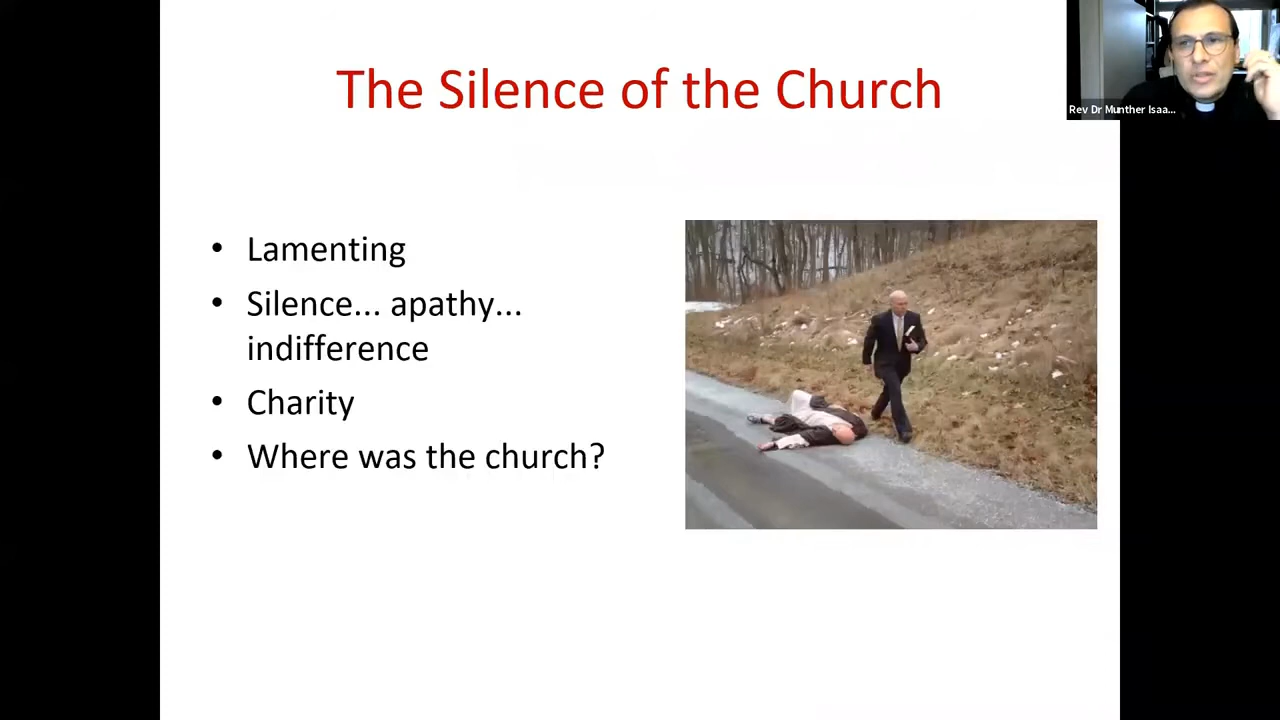 The Silence of the Church
Rev Dr Munther Isaa...
• Lamenting
• Silence... apathy...
indifference
• Charity
• Where was the church?